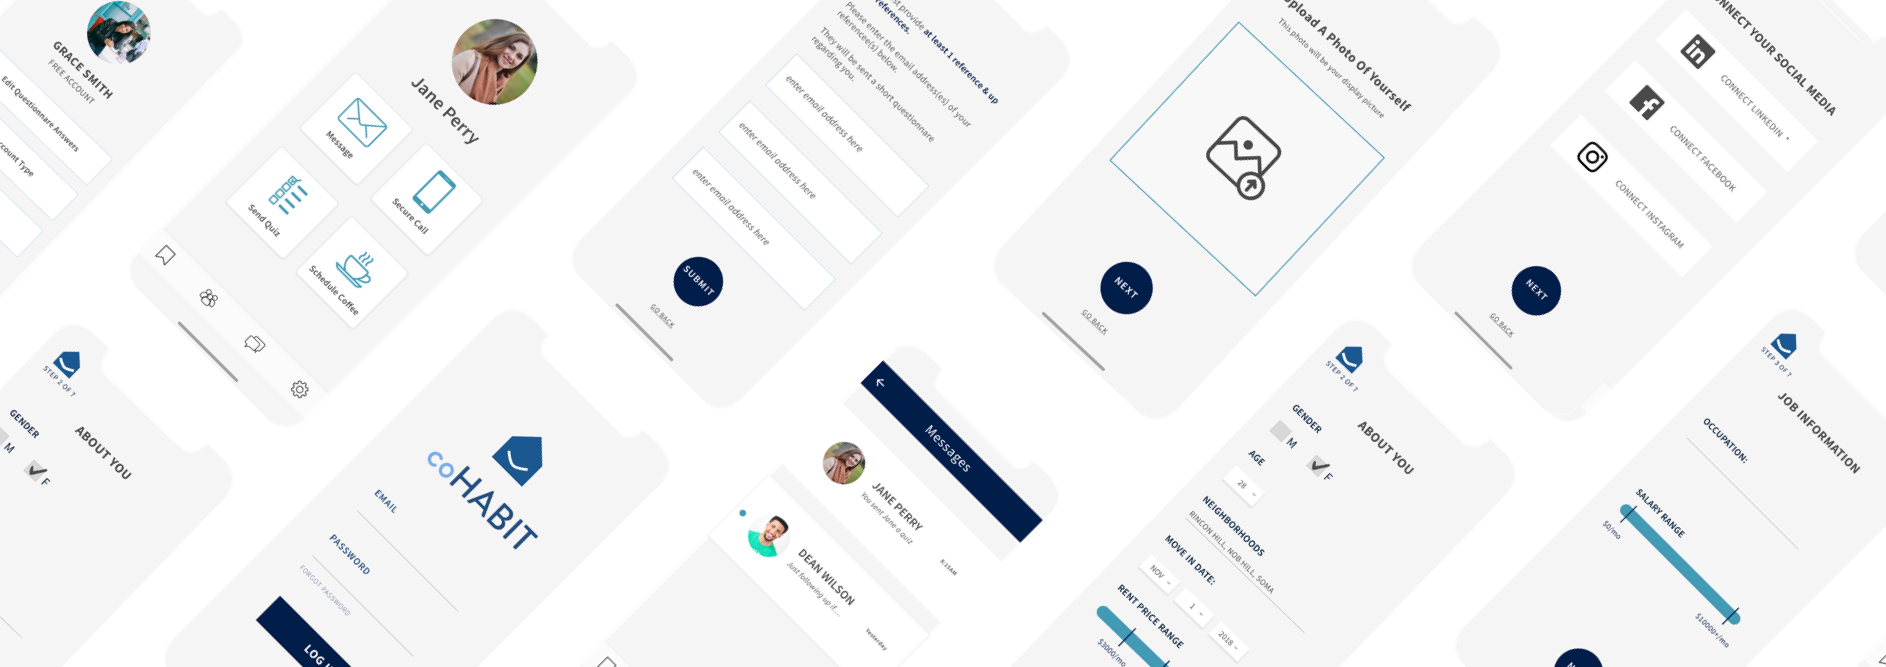 GRACE SMITH
FREE ACCOUNT
Edit Questionnare Answers
Type
Jane Perry
Message
Send Quiz
Secure Call
Schedule Coffee
provide at least 1 reference & up
references.
Please enter the email address(es) of your
reference(s) below.
They will be sent a short questionnare
regarding you.
enter email address here
enter email address here
enter email address here
SUBMIT
GO BACK
Upload A Photo Of Yourself
This photo will be your display picture
NEXT
GO BACK
CONNECT YOUR SOCIAL MEDIA
in
CONNECT LINKEDIN *
CONNECT FACEBOOK
CONNECT INSTAGRAM
NEXT
GO BACK
STEP 2 OF 7
ABOUT YOU
GENDER
M
F
coHABIT
EMAIL
PASSWORD
FORGOT PASSWORD
LOG
Messages
JANE PERRY
You sent Jane a quiz
8:15AM
DEAN WILSON
Just following up if...
Yesterday
STEP 2 OF 7
ABOUT YOU
GENDER
M
F
AGE
28
NEIGHBORHOODS
RINCON HILL, NOB HILL, SOMA
MOVE IN DATE:
NOV
1
2018
RENT PRICE RANGE
$3000/mo
STEP 3 OF 7
JOB INFORMATION
OCCUPATION:
SALARY RANGE
$0/mo
$10000+/mo